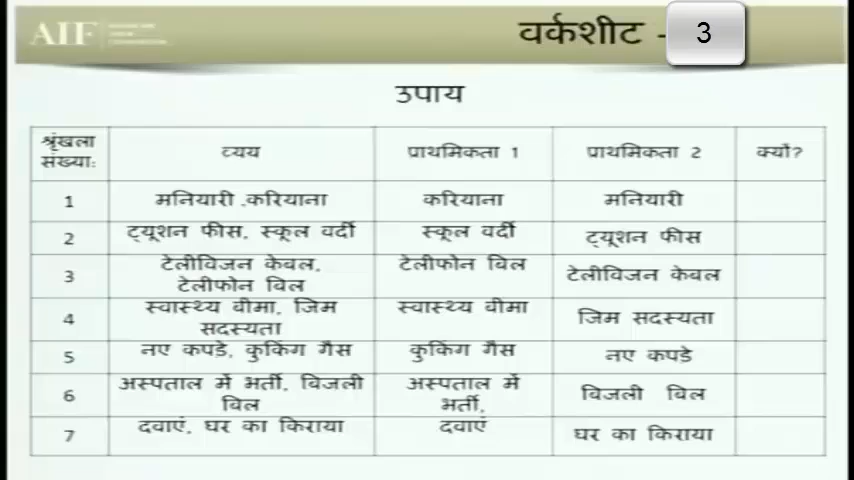 AIF
वर्कशीट - 3
उपाय
श्रृंखला संख्या: व्यय प्राथमिकता 1 प्राथमिकता 2 क्यों?
1 मनियारी ,करियाना करियाना मनियारी
2 ट्यूशन फीस, स्कूल वर्दी स्कूल वर्दी ट्यूशन फीस
3 टेलीविजन केबल, टेलीफोन बिल टेलीफोन बिल टेलीविजन केबल
4 स्वास्थ्य बीमा, जिम सदस्यता स्वास्थ्य बीमा जिम सदस्यता
5 नए कपडे, कुकिंग गैस कुकिंग गैस नए कपडे
6 अस्पताल में भर्ती, बिजली बिल अस्पताल में भर्ती, बिजली बिल
7 दवाएं, घर का किराया दवाएं घर का किराया